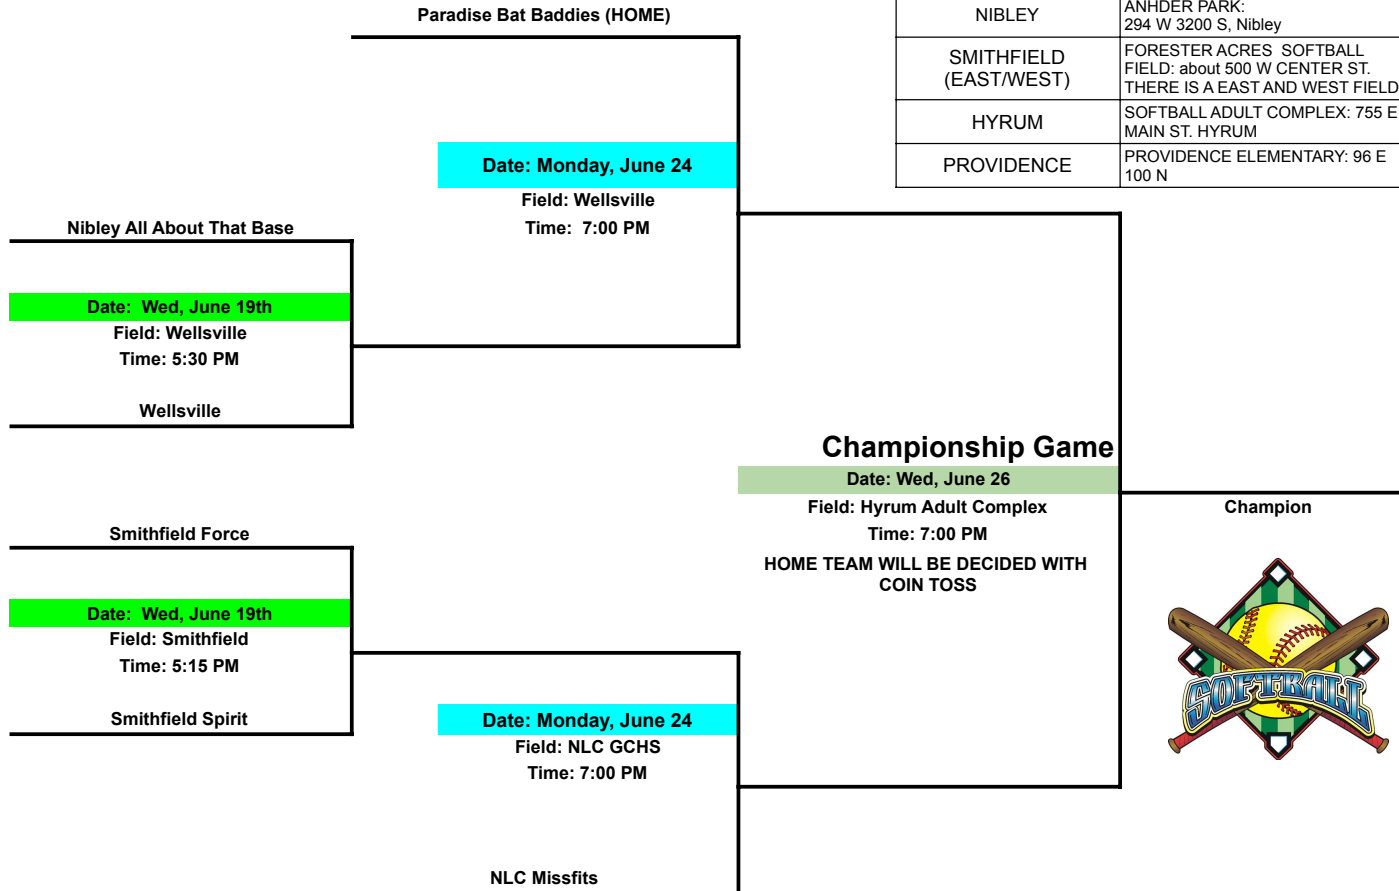 Paradise Bat Baddies (HOME)
NIBLEY
ANHDER PARK:
294 W 3200 S, Nibley
SMITHFIELD
(EAST/WEST)
FORESTER ACRES SOFTBALL
FIELD: about 500 W CENTER ST.
THERE IS A EAST AND WEST FIELD
HYRUM
SOFTBALL ADULT COMPLEX: 755 E
MAIN ST. HYRUM
PROVIDENCE
PROVIDENCE ELEMENTARY: 96 E
100 N
Date: Monday, June 24
Field: Wellsville
Time: 7:00 PM
Nibley All About That Base
Date: Wed, June 19th
Field: Wellsville
Time: 5:30 PM
Wellsville
Championship Game
Date: Wed, June 26
Field: Hyrum Adult Complex
Time: 7:00 PM
HOME TEAM WILL BE DECIDED WITH
COIN TOSS
Champion
SOFTBALL
Smithfield Force
Date: Wed, June 19th
Field: Smithfield
Time: 5:15 PM
Smithfield Spirit
Date: Monday, June 24
Field: NLC GCHS
Time: 7:00 PM
NLC Missfits